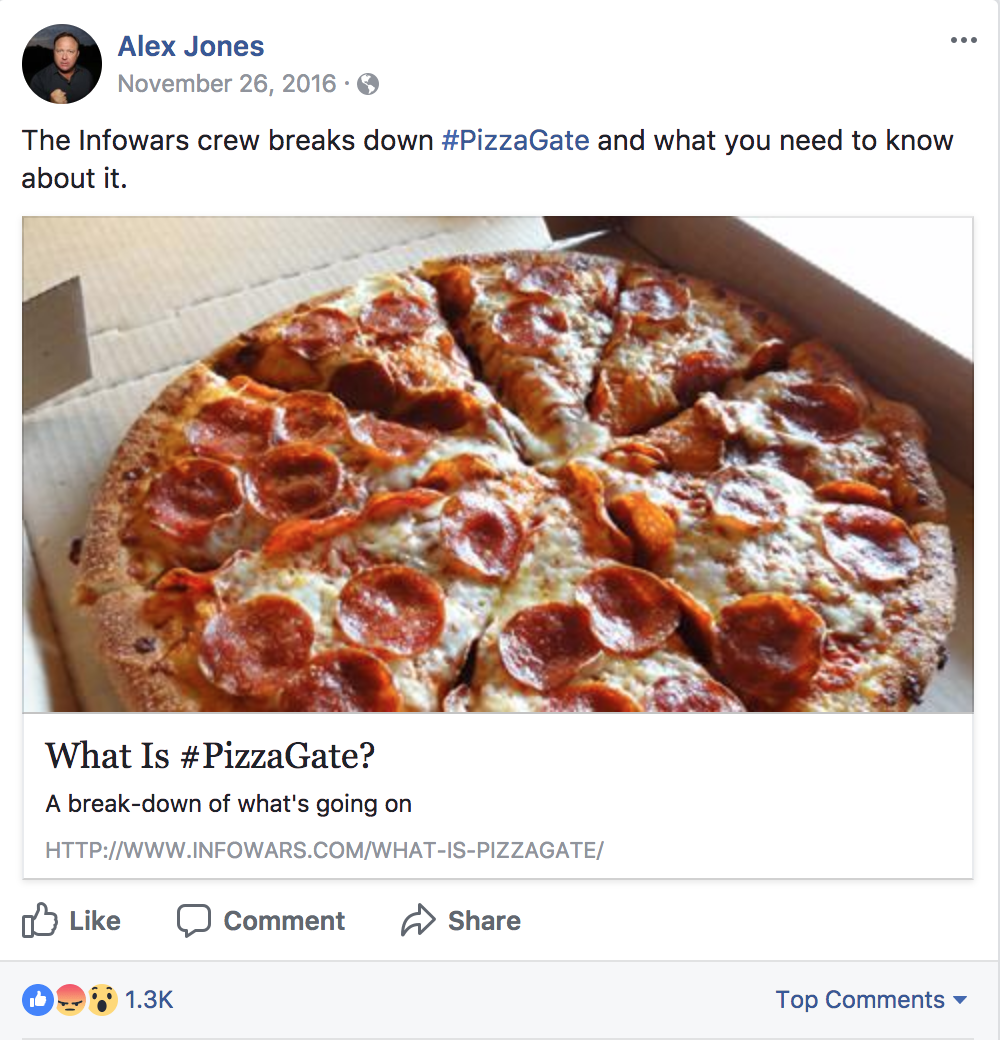 Alex Jones
November 26, 2016 ·
The Infowars crew breaks down #PizzaGate and what you need to know
about it.
What Is #PizzaGate?
A break-down of what's going on
HTTP://WWW.INFOWARS.COM/WHAT-IS-PIZZAGATE/
Like Comment Share
1.3K Top Comments